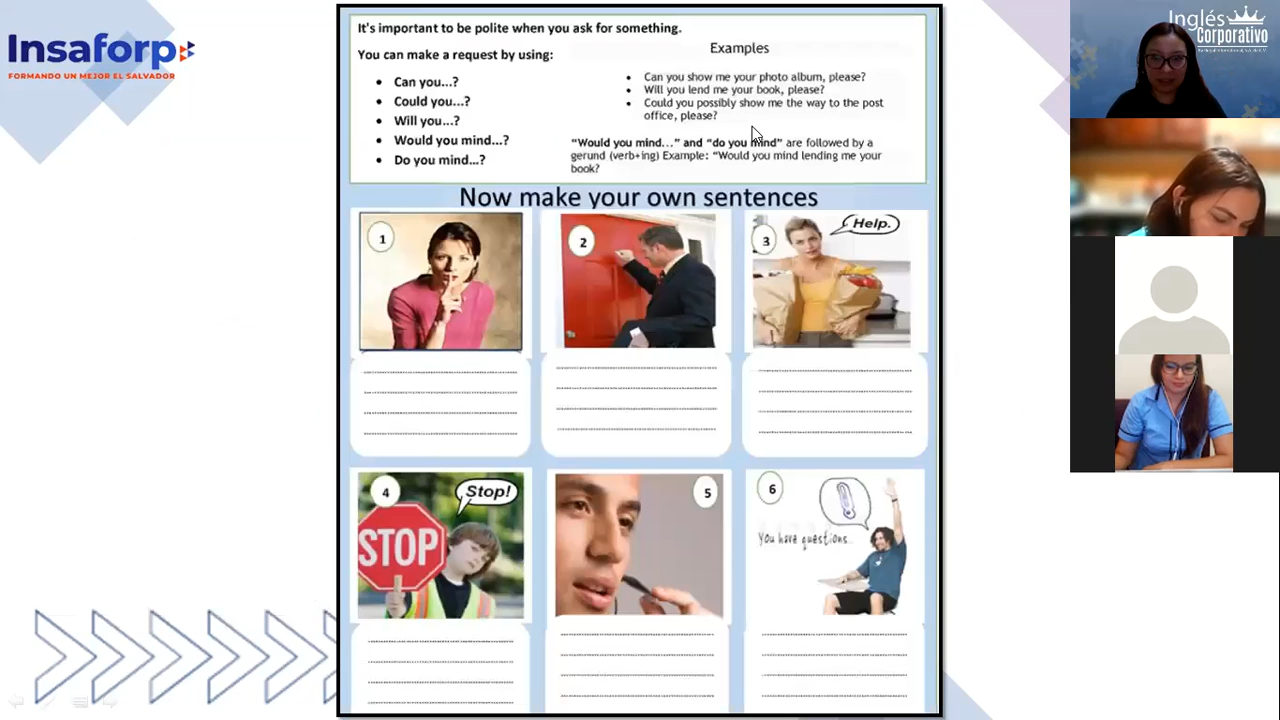 Insaforp
FORMANDO UN MEJOR EL SALVADOR
It's important to be polite when you ask for something.
You can make a request by using:
• Can you...?
• Could you...?
• Will you...?
• Would you mind...?
• Do you mind...?
Examples
• Can you show me your photo album, please?
• Will you lend me your book, please?
• Could you possibly show me the way to the post
office, please?
"Would you mind..." and "do you mind" are followed by a
gerund (verb+ing) Example: "Would you mind lending me your
book?
Now make your own sentences
1
2
3
Help.
4
Stop!
STOP
5
6
!
You have questions...
Inglés
Corporativo